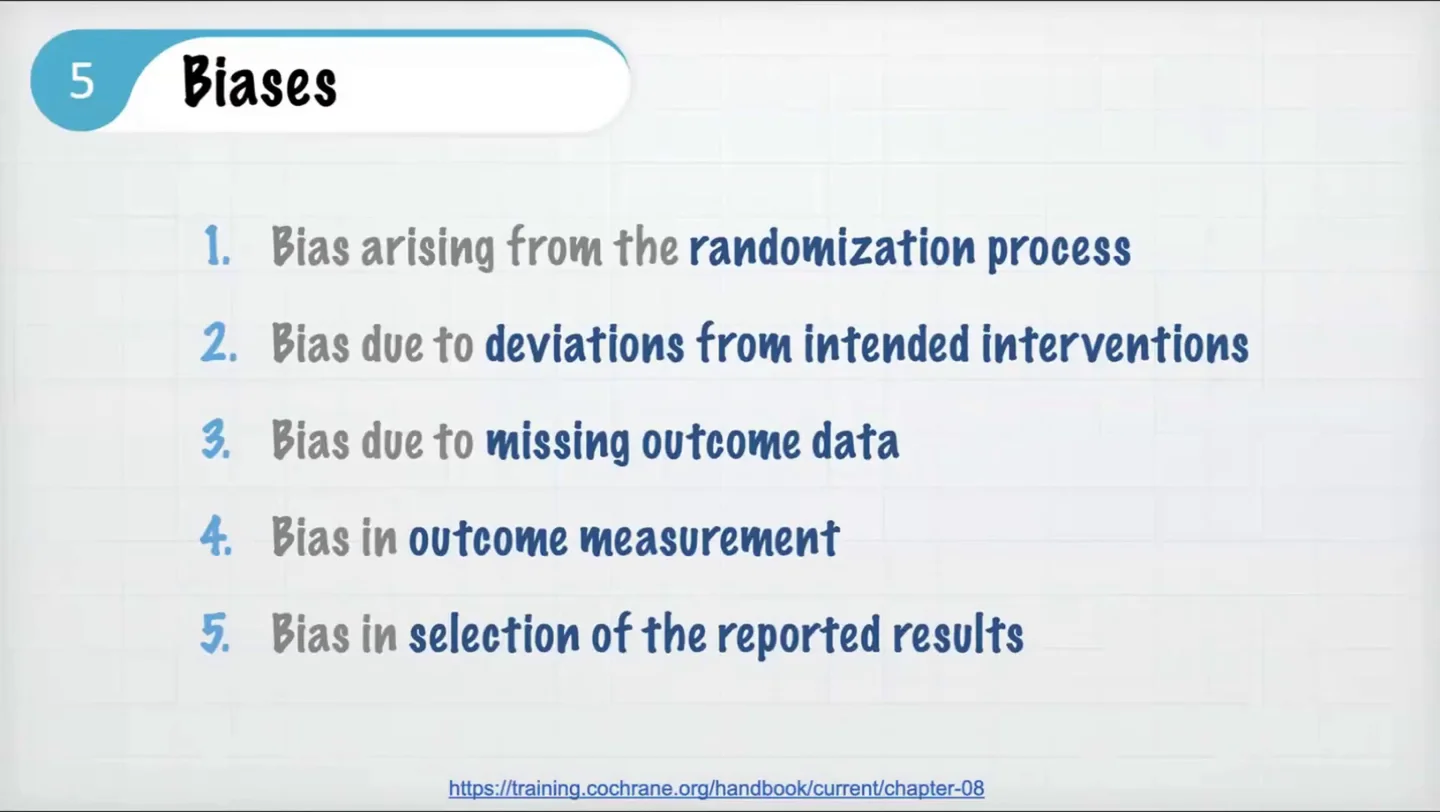 5 Biases
1. Bias arising from the randomization process
2. Bias due to deviations from intended interventions
3. Bias due to missing outcome data
4. Bias in outcome measurement
5. Bias in selection of the reported results
https://training.cochrane.org/handbook/current/chapter-08